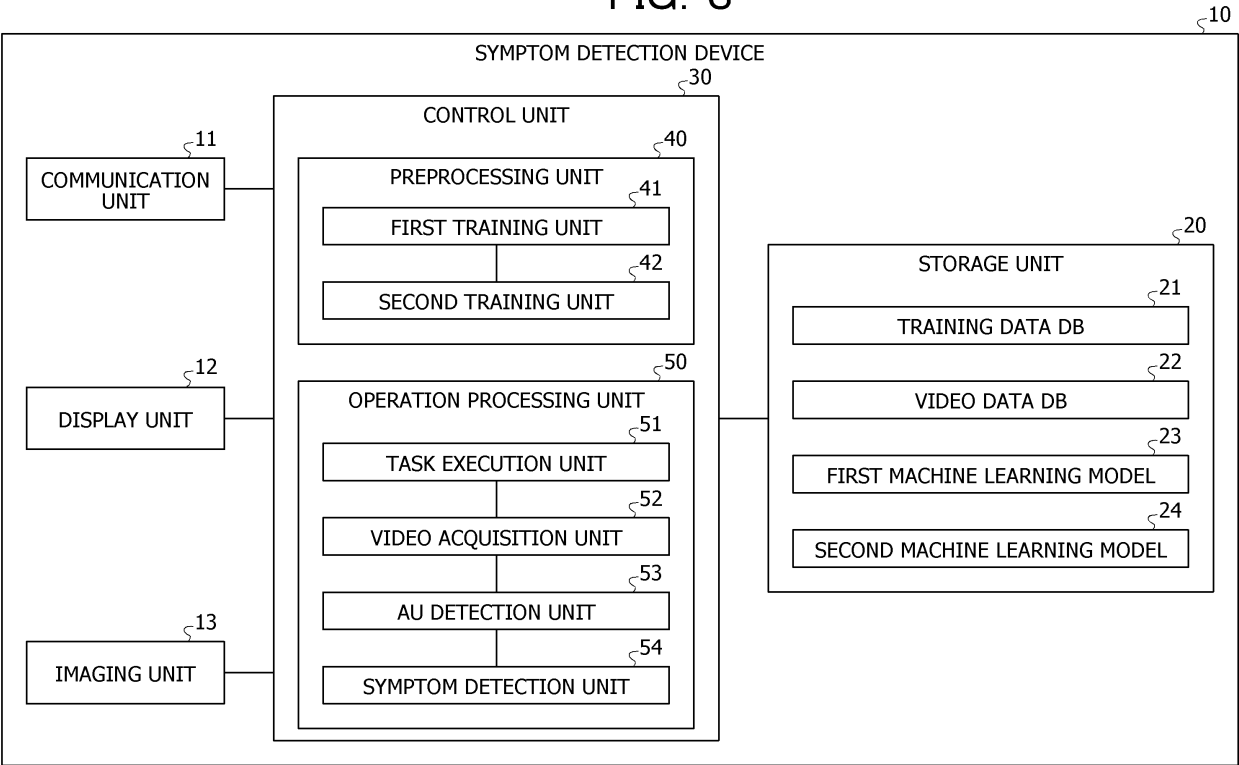 FIG.
10
SYMPTOM DETECTION DEVICE
30
CONTROL UNIT
11
COMMUNICATION
UNIT
40
PREPROCESSING UNIT
41
FIRST TRAINING UNIT
42
SECOND TRAINING UNIT
20
STORAGE UNIT
21
TRAINING DATA DB
22
VIDEO DATA DB
23
FIRST MACHINE LEARNING MODEL
24
SECOND MACHINE LEARNING MODEL
12
DISPLAY UNIT
50
OPERATION PROCESSING UNIT
51
TASK EXECUTION UNIT
52
VIDEO ACQUISITION UNIT
53
AU DETECTION UNIT
54
SYMPTOM DETECTION UNIT
13
IMAGING UNIT